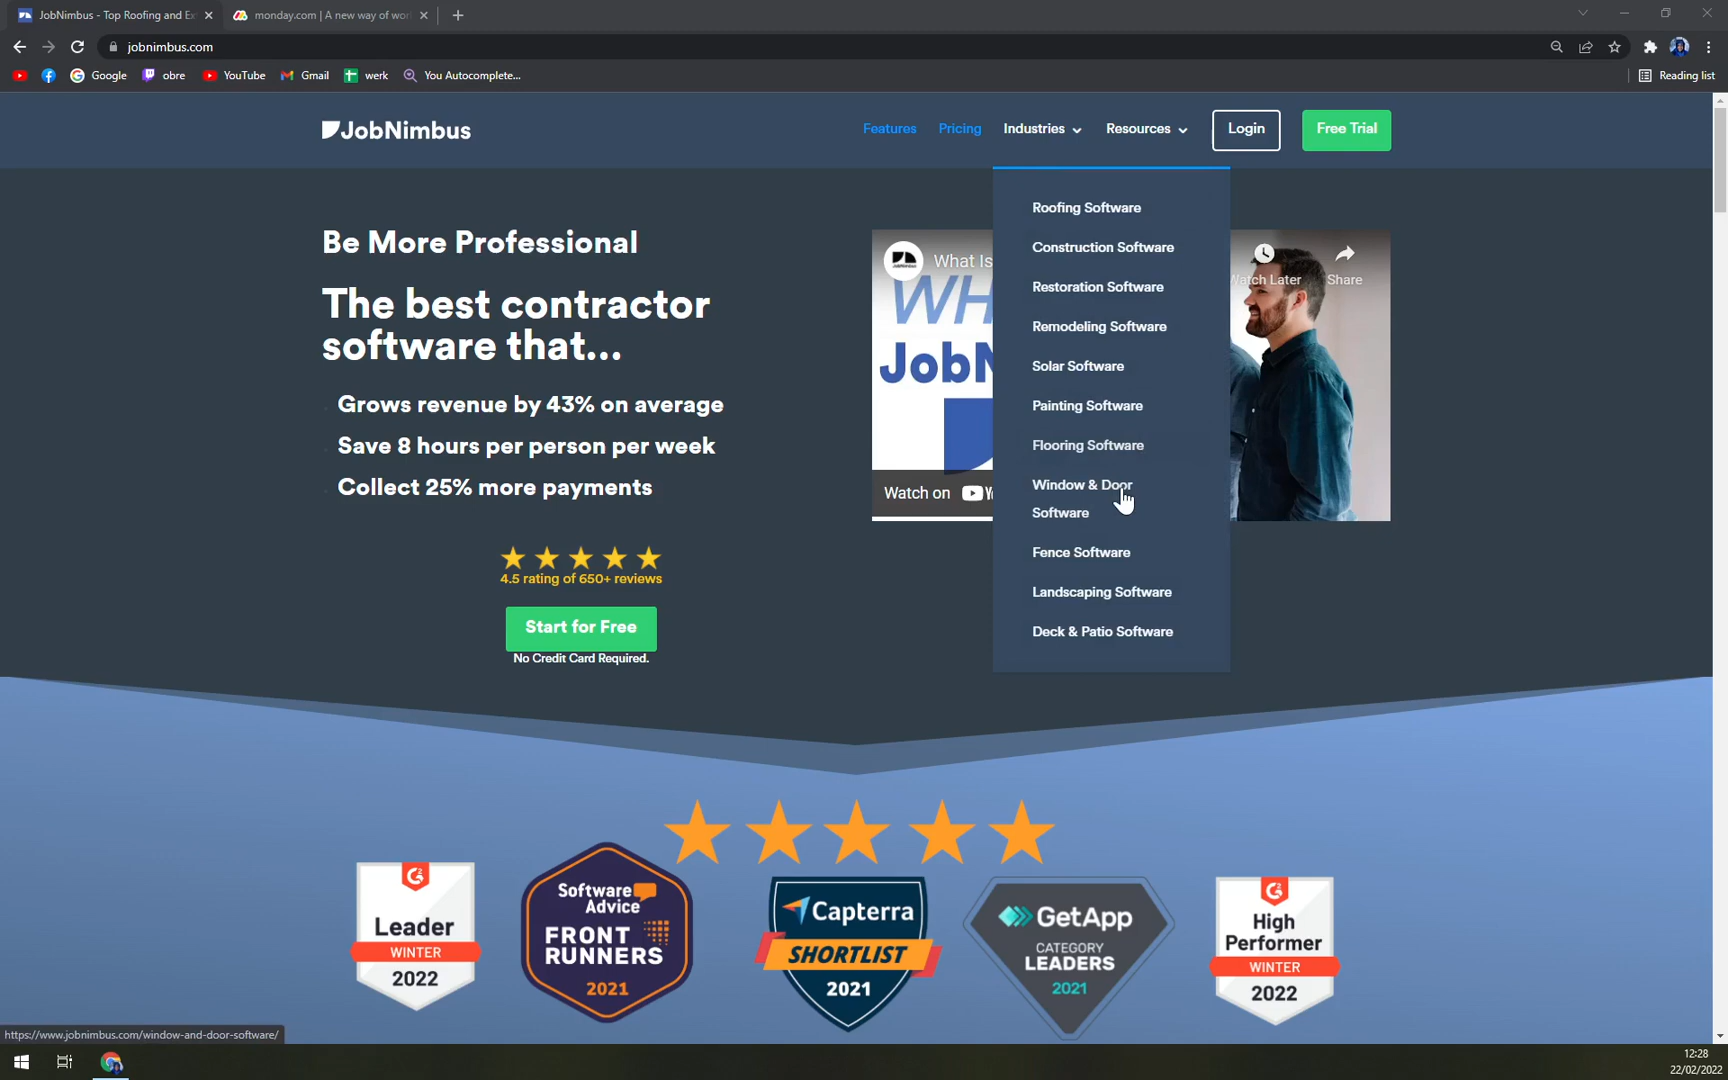 JobNimbus - Top Roofing and Ex
monday.com | A new way of wor
jobnimbus.com
Google
obre
YouTube
Gmail
werk
You Autocomplete...
Reading list
JobNimbus
Features
Pricing
Industries
Resources
Login
Free Trial
Roofing Software
Construction Software
Restoration Software
Remodeling Software
Solar Software
Painting Software
Flooring Software
Window & Door
Software
Fence Software
Landscaping Software
Deck & Patio Software
Be More Professional
The best contractor
software that...
Grows revenue by 43% on average
Save 8 hours per person per week
Collect 25% more payments
4.5 rating of 650+ reviews
Start for Free
No Credit Card Required.
What Is
WH
JobN
Watch on
Watch Later
Share
Leader
WINTER
2022
Software
Advice
FRONT
RUNNERS
2021
Capterra
SHORTLIST
2021
GetApp
CATEGORY
LEADERS
2021
High
Performer
WINTER
2022
https://www.jobnimbus.com/window-and-door-software/
12:28
22/02/2022